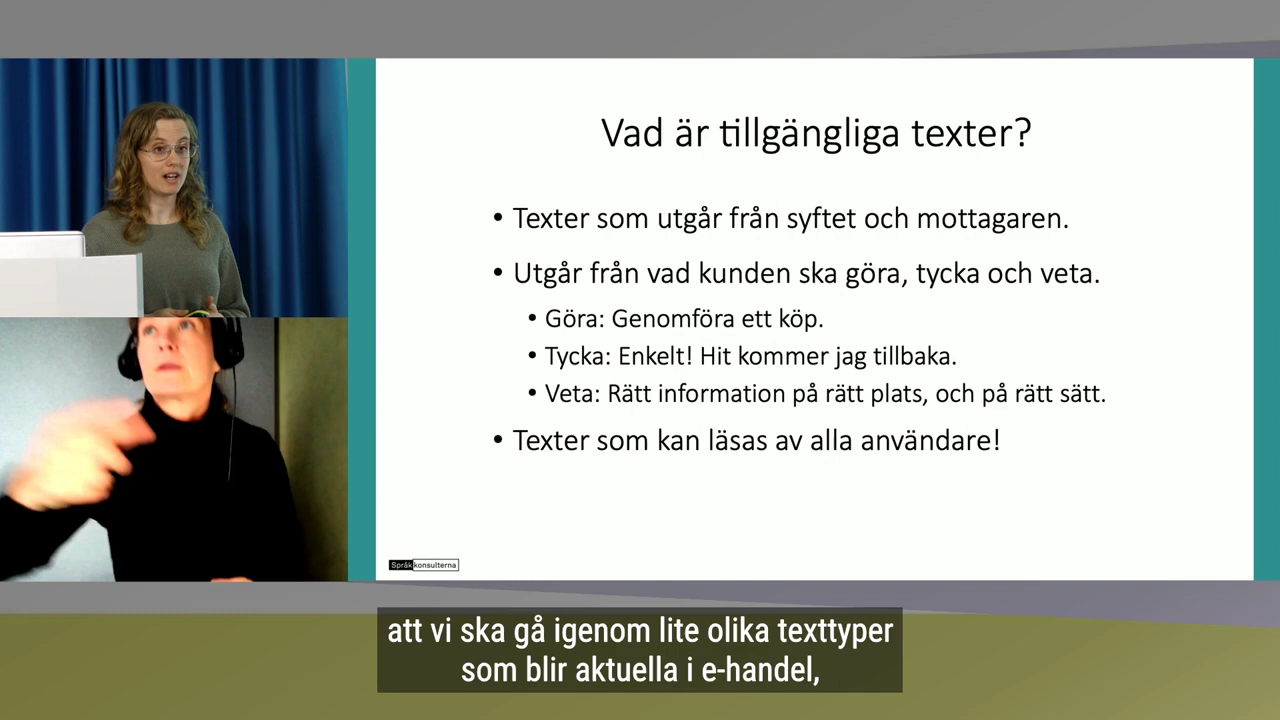 Vad är tillgängliga texter?
• Texter som utgår från syftet och mottagaren.
• Utgår från vad kunden ska göra, tycka och veta.
• Göra: Genomföra ett köp.
• Tycka: Enkelt! Hit kommer jag tillbaka.
• Veta: Rätt information på rätt plats, och på rätt sätt.
• Texter som kan läsas av alla användare!
Språkkonsulterna
att vi ska gå igenom lite olika texttyper
som blir aktuella i e-handel,